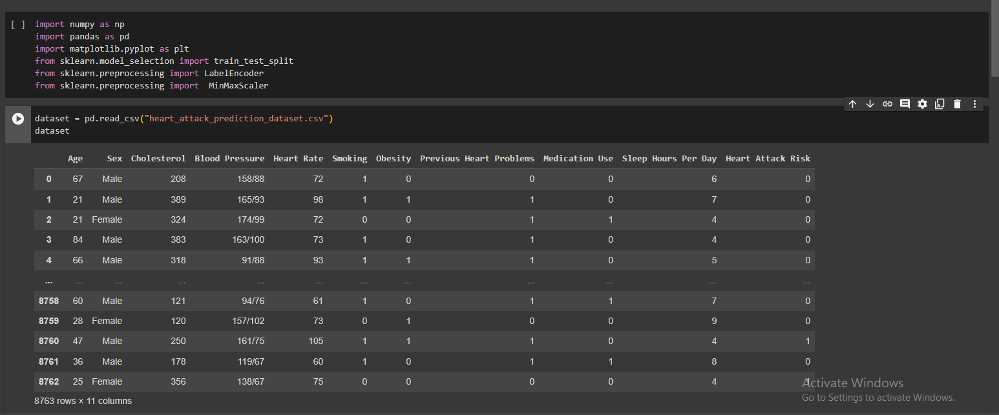 [ ] import numpy as np
import pandas as pd
import matplotlib.pyplot as plt
from sklearn.model_selection import train_test_split
from sklearn.preprocessing import LabelEncoder
from sklearn.preprocessing import  MinMaxScaler
dataset = pd.read_csv("heart_attack_prediction_dataset.csv")
dataset
Age Sex Cholesterol Blood Pressure Heart Rate Smoking Obesity Previous Heart Problems Medication Use Sleep Hours Per Day Heart Attack Risk
0 67 Male 208 158/88 72 1 0 0 0 6 0
1 21 Male 389 165/93 98 1 1 1 0 7 0
2 21 Female 324 174/99 72 0 0 1 1 4 0
3 84 Male 383 163/100 73 1 0 1 0 4 0
4 66 Male 318 91/88 93 1 1 1 0 5 0
... ... ... ... ... ... ... ... ... ... ... ...
8758 60 Male 121 94/76 61 1 0 1 1 7 0
8759 28 Female 120 157/102 73 0 1 0 0 9 0
8760 47 Male 250 161/75 105 1 1 1 0 4 1
8761 36 Male 178 119/67 60 1 0 1 1 8 0
8762 25 Female 356 138/67 75 0 0 0 0 4 1
8763 rows × 11 columns
Activate Windows
Go to Settings to activate Windows.